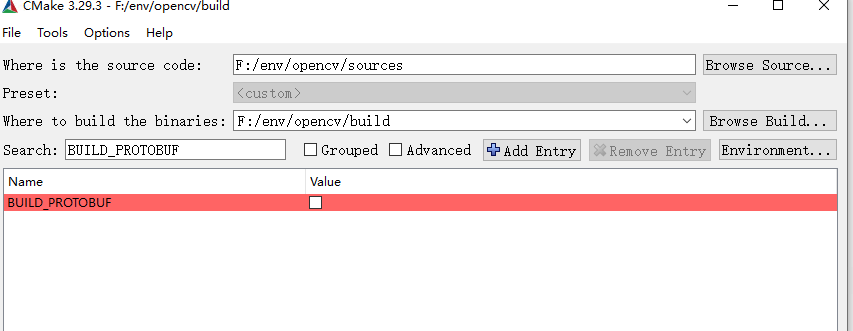 CMake 3.29.3 - F:/env/opencv/build
File Tools Options Help
Where is the source code: F:/env/opencv/sources Browse Source...
Preset: <custom>
Where to build the binaries: F:/env/opencv/build Browse Build...
Search: BUILD_PROTOBUF Grouped Advanced Add Entry Remove Entry Environment...
Name Value
BUILD_PROTOBUF